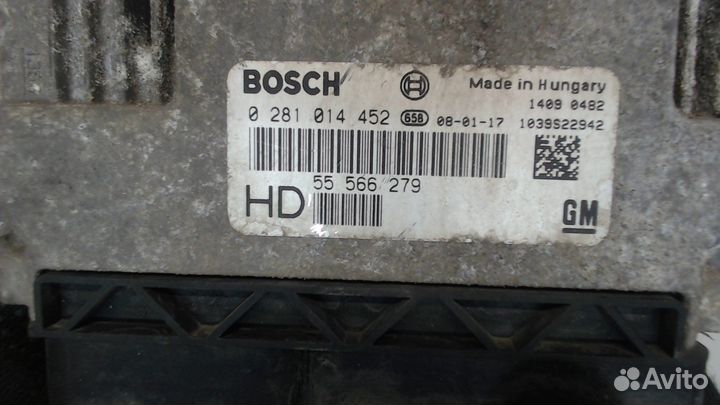 BOSCH
Made in Hungary
1409 0482
0 281 014 452 658 08-01-17 1039S22942
55 566 279
HD
GM
Avito